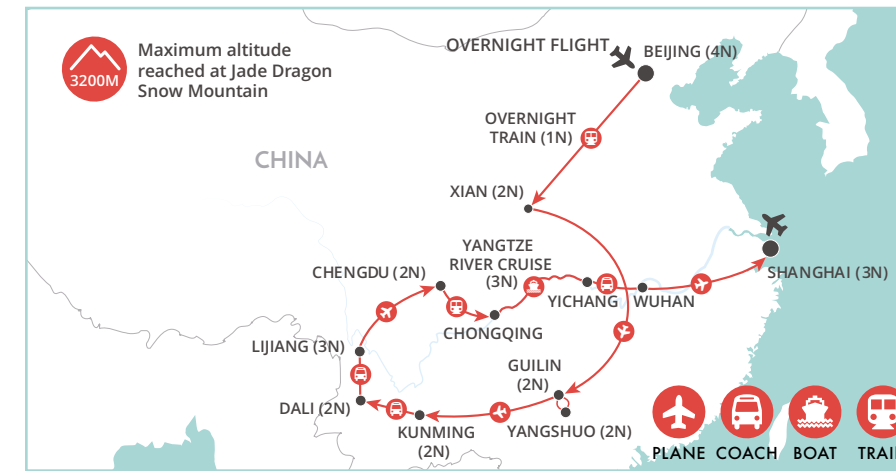 3200M
Maximum altitude
reached at Jade Dragon
Snow Mountain
OVERNIGHT FLIGHT
BEIJING (4N)
OVERNIGHT
TRAIN (1N)
CHINA
XIAN (2N)
YANGTZE
RIVER CRUISE
(3N)
CHENGDU (2N)
SHANGHAI (3N)
YICHANG
WUHAN
CHONGQING
LIJIANG (3N)
GUILIN
(2N)
DALI (2N)
KUNMING
(2N)
YANGSHUO (2N)
PLANE
COACH
BOAT
TRAI